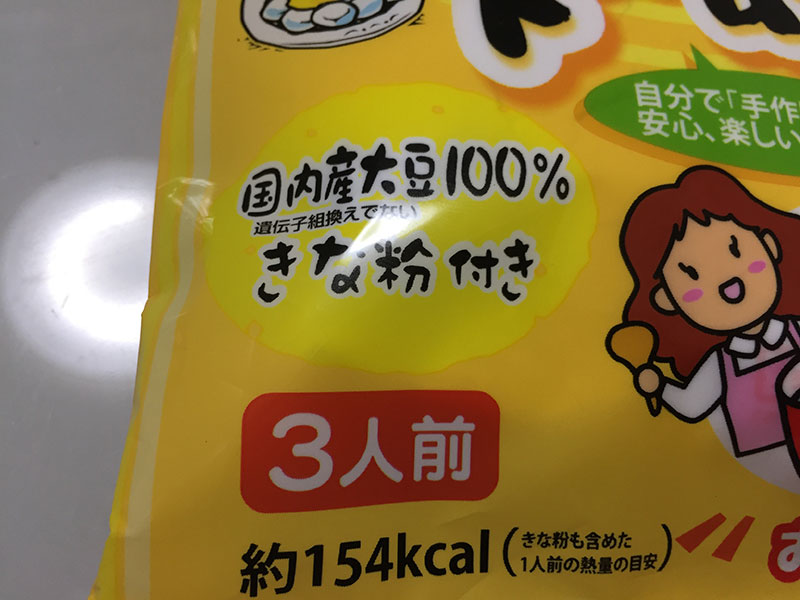 自分で「手作
安心、楽しい
国内産大豆100%
遺伝子組換えでない
きな粉付き
3人前
約154kcal
(きな粉も含めた
1人前の熱量の目安)